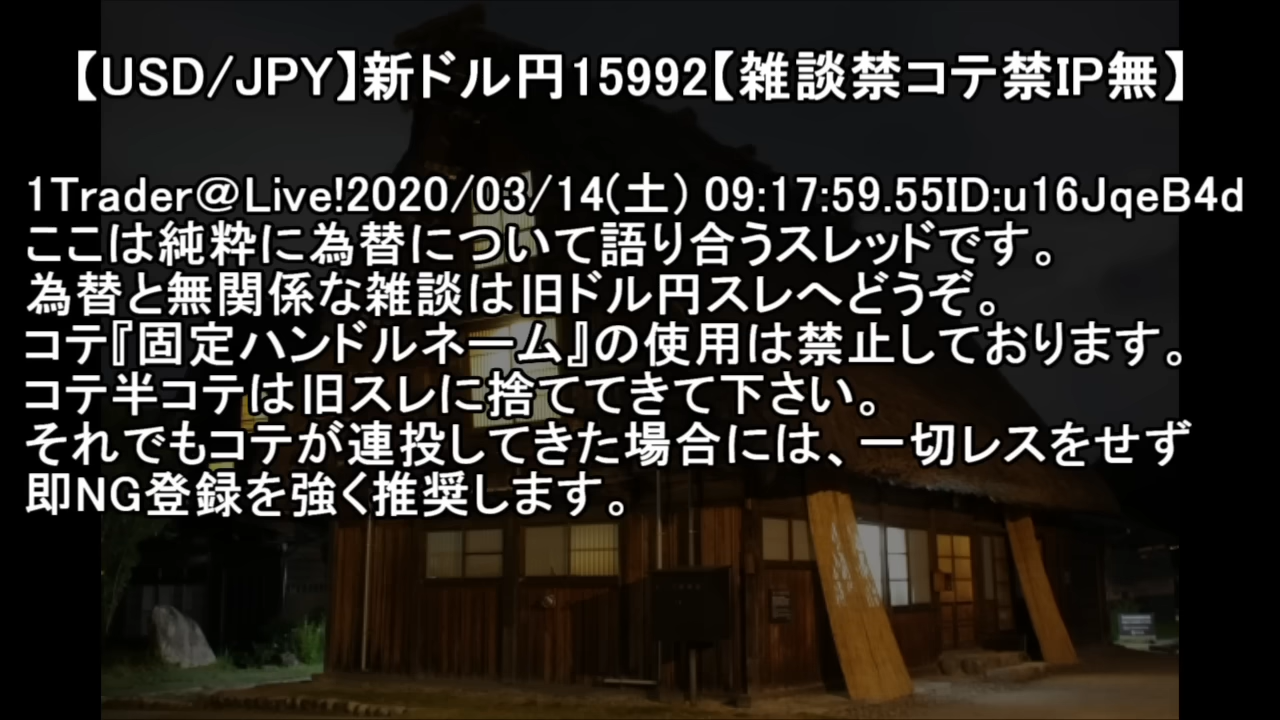 【USD/JPY】新ドル円15992【雑談禁コテ禁IP無】
1Trader@Live!2020/03/14(土) 09:17:59.55ID:u16JqeB4d
ここは純粋に為替について語り合うスレッドです。
為替と無関係な雑談は旧ドル円スレへどうぞ。
コテ『固定ハンドルネーム』の使用は禁止しております。
コテ半コテは旧スレに捨ててきて下さい。
それでもコテが連投してきた場合には、一切レスをせず
即NG登録を強く推奨します。